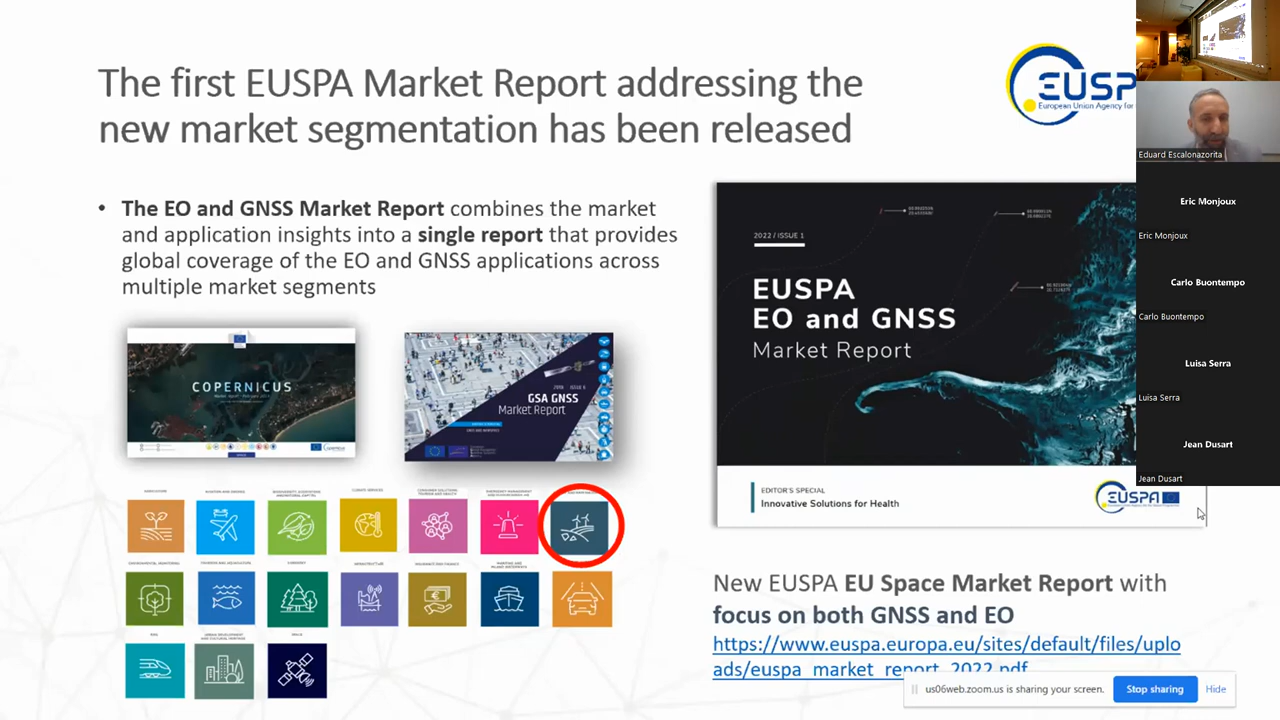 The first EUSPA Market Report addressing the
new market segmentation has been released
EUSP
European Union Agency for
• The EO and GNSS Market Report combines the market
and application insights into a single report that provides
global coverage of the EO and GNSS applications across
multiple market segments
COPERNICUS
GSA GNSS
Market Report
2022 / ISSUE 1
EUSPA
EO and GNSS
Market Report
EDITOR'S SPECIAL
Innovative Solutions for Health
EUSPA
New EUSPA EU Space Market Report with
focus on both GNSS and EO
https://www.euspa.europa.eu/sites/default/files/uplo
ads/euspa_market_report_2022.pdf
us06web.zoom.us is sharing your screen.
Stop sharing
Hide
Eduard Escalonazorita
Eric Monjoux
Eric Monjoux
Carlo Buontempo
Carlo Buontempo
Luisa Serra
Luisa Serra
Jean Dusart
Jean Dusart